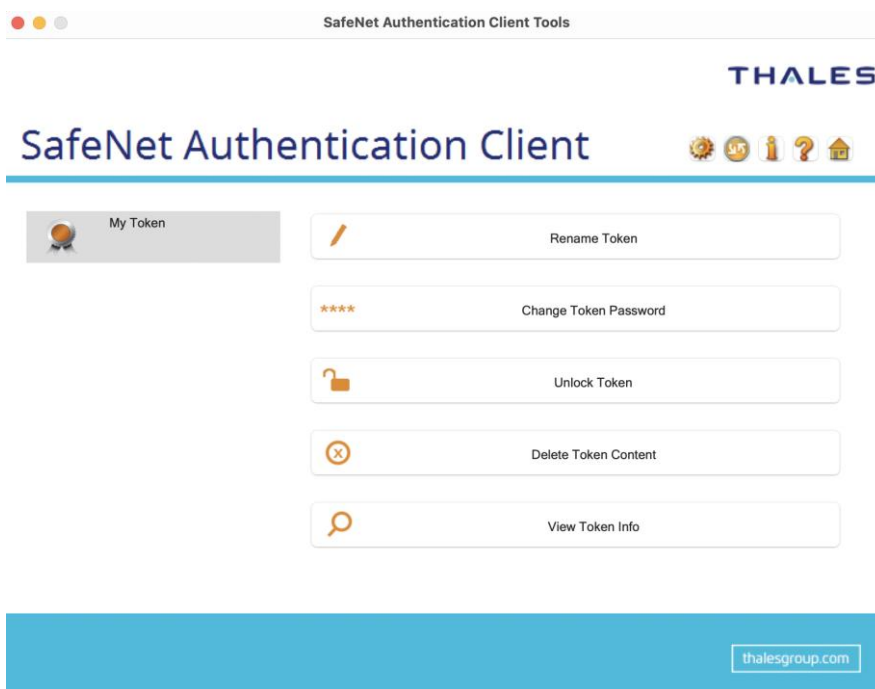 SafeNet Authentication Client Tools
THALES
SafeNet Authentication Client
My Token
Rename Token
**** Change Token Password
Unlock Token
Delete Token Content
View Token Info
thalesgroup.com